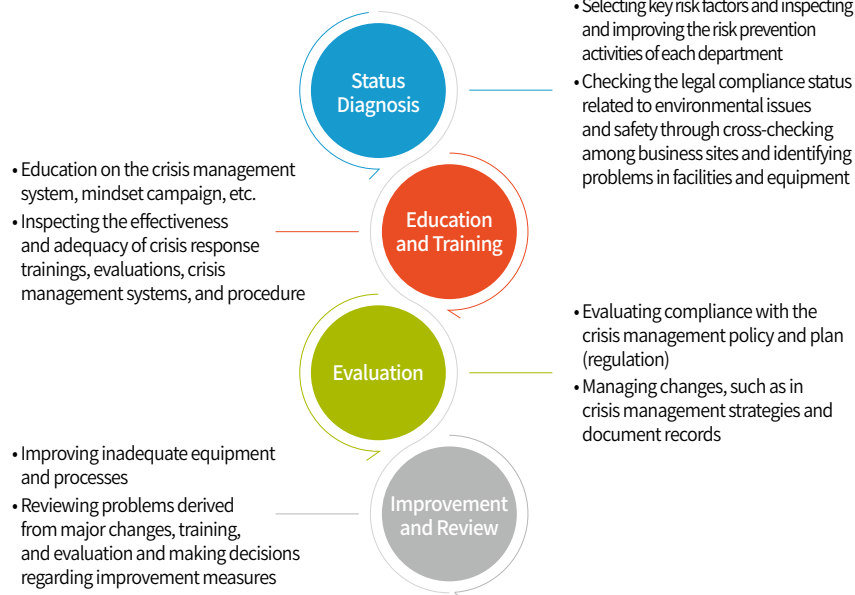 • Selecting key risk factors and inspecting
and improving the risk prevention
activities of each department
• Checking the legal compliance status
related to environmental issues
and safety through cross-checking
among business sites and identifying
problems in facilities and equipment
Status
Diagnosis
• Education on the crisis management
system, mindset campaign, etc.
• Inspecting the effectiveness
and adequacy of crisis response
trainings, evaluations, crisis
management systems, and procedure
Education
and Training
• Evaluating compliance with the
crisis management policy and plan
(regulation)
• Managing changes, such as in
crisis management strategies and
document records
Evaluation
• Improving inadequate equipment
and processes
• Reviewing problems derived
from major changes, training,
and evaluation and making decisions
regarding improvement measures
Improvement
and Review